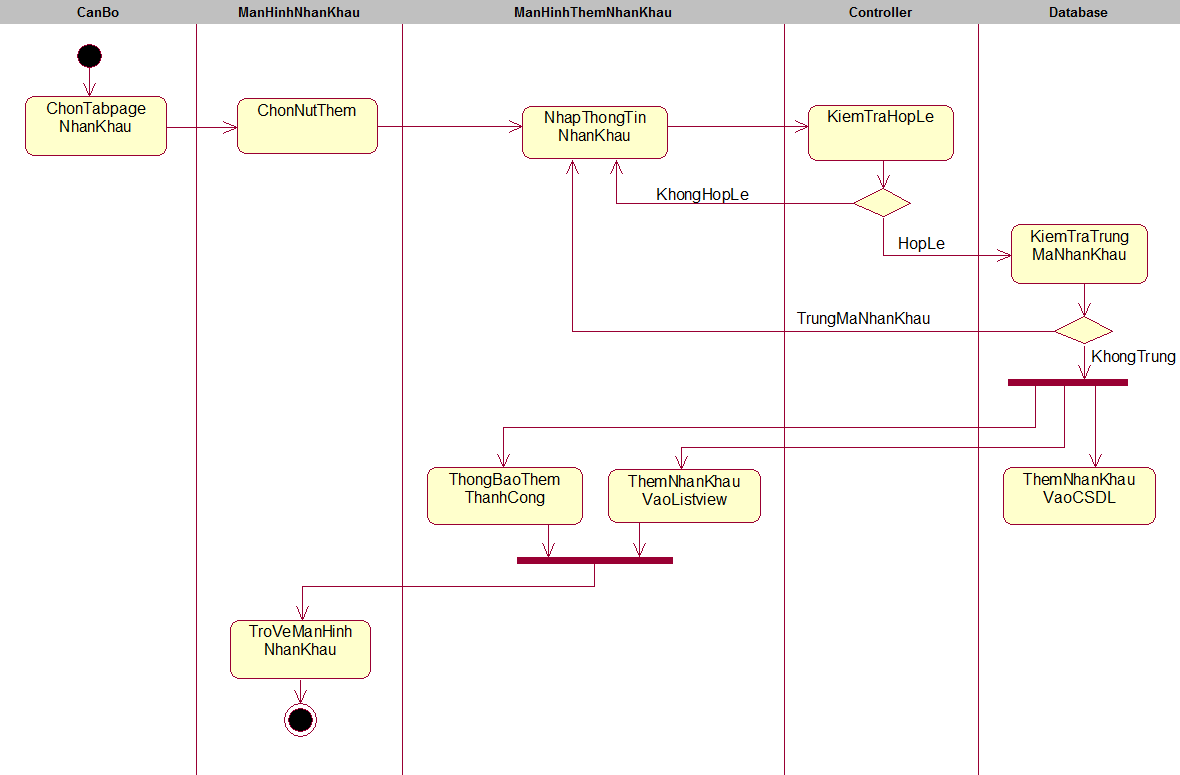 CanBo
ManHinhNhanKhau
ManHinhThemNhanKhau
Controller
Database
ChonTabpage
NhanKhau
ChonNutThem
NhapThongTin
NhanKhau
KiemTraHopLe
KhongHopLe
HopLe
KiemTraTrung
MaNhanKhau
TrungMaNhanKhau
KhongTrung
ThongBaoThem
ThanhCong
ThemNhanKhau
VaoListview
ThemNhanKhau
VaoCSDL
TroVeManHinh
NhanKhau